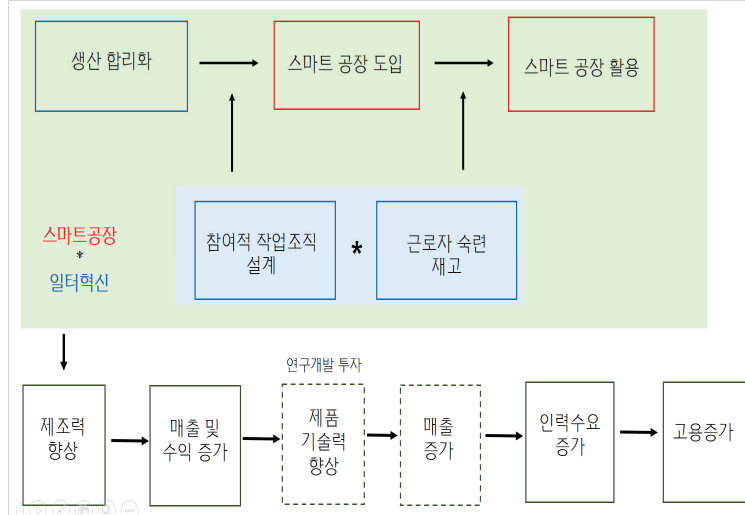 생산 합리화
스마트 공장 도입
스마트 공장 활용
참여적 작업조직
설계
*
근로자 숙련
재고
스마트공장
*
일터혁신
연구개발 투자
제조력
향상
매출 및
수익 증가
제품
기술력
향상
매출
증가
인력수요
증가
고용증가